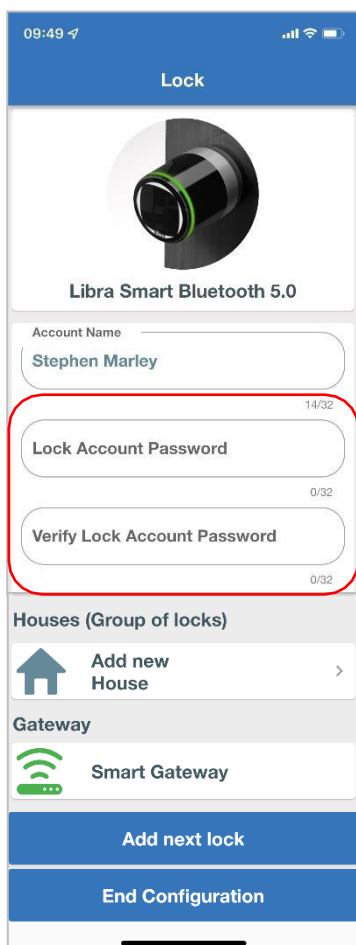 09:49
Lock
Libra Smart Bluetooth 5.0
Account Name
Stephen Marley
14/32
Lock Account Password
0/32
Verify Lock Account Password
0/32
Houses (Group of locks)
Add new
House
Gateway
Smart Gateway
Add next lock
End Configuration